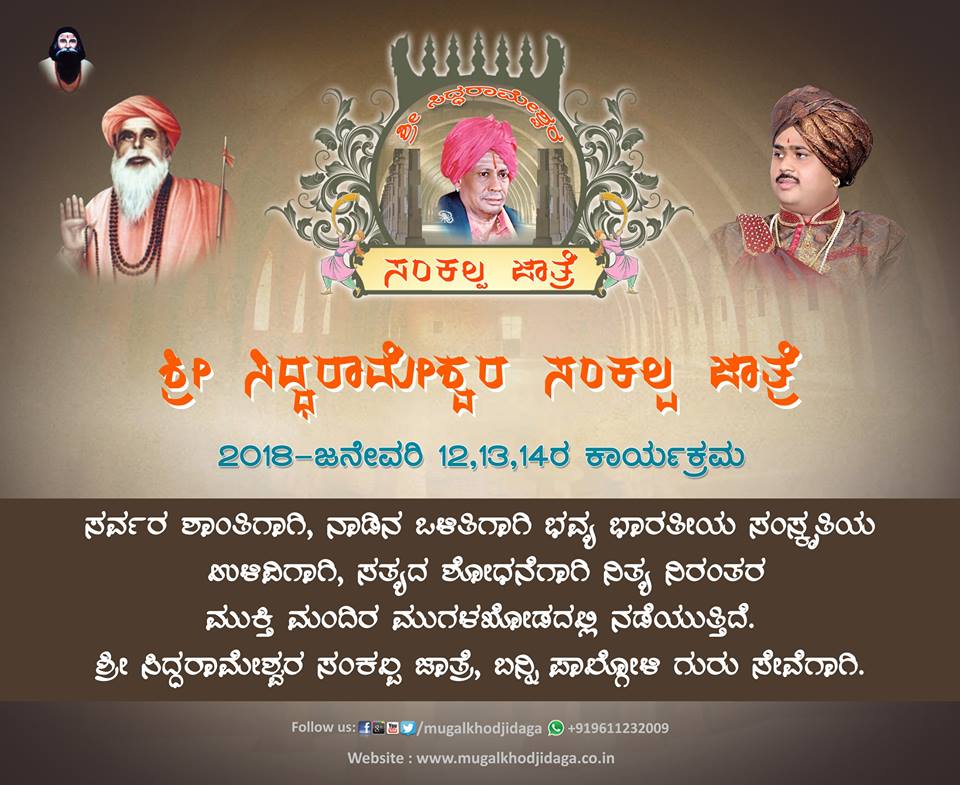 ಶ್ರೀ ಸಿದ್ಧರಾಮೇಶ್ವರ
ಸಂಕಲ್ಪ ಜಾತ್ರೆ
ಶ್ರೀ ಸಿದ್ಧರಾಮೇಶ್ವರ ಸಂಕಲ್ಪ ಜಾತ್ರೆ
2018-ಜನೇವರಿ 12,13,14ರ ಕಾರ್ಯಕ್ರಮ
ಸರ್ವರ ಶಾಂತಿಗಾಗಿ, ನಾಡಿನ ಒಳಿತಿಗಾಗಿ ಭವ್ಯ ಭಾರತೀಯ ಸಂಸ್ಕೃತಿಯ
ಉಳಿವಿಗಾಗಿ, ಸತ್ಯದ ಶೋಧನೆಗಾಗಿ ನಿತ್ಯ ನಿರಂತರ
ಮುಕ್ತಿ ಮಂದಿರ ಮುಗಳಖೋಡದಲ್ಲಿ ನಡೆಯುತ್ತಿದೆ.
ಶ್ರೀ ಸಿದ್ಧರಾಮೇಶ್ವರ ಸಂಕಲ್ಪ ಜಾತ್ರೆ, ಬನ್ನಿ ಪಾಲ್ಗೋಳಿ ಗುರು ಸೇವೆಗಾಗಿ.
Follow us: /mugalkhodjidaga +919611232009
Website : www.mugalkhodjidaga.co.in